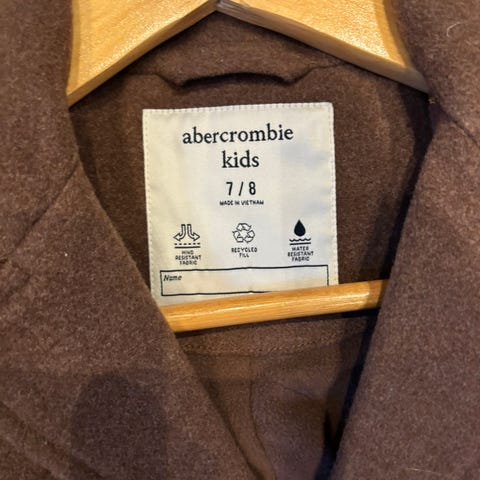 abercrombie
kids
7 / 8
MADE IN VIETNAM
WIND
RESISTANT
FABRIC
RECYCLED
FILL
WATER
RESISTANT
FABRIC
Name